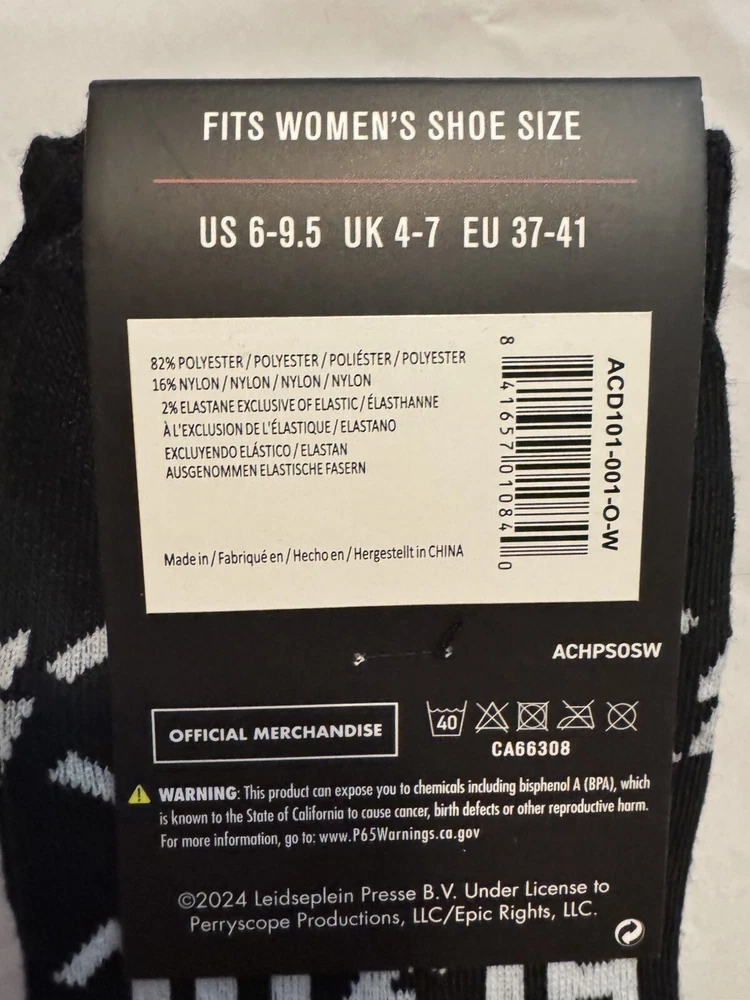 FITS WOMEN'S SHOE SIZE
US 6-9.5 UK 4-7 EU 37-41
82% POLYESTER / POLYESTER / POLIÉSTER / POLYESTER
16% NYLON / NYLON / NYLON / NYLON
2% ELASTANE EXCLUSIVE OF ELASTIC / ÉLASTHANNE
À L'EXCLUSION DE L'ÉLASTIQUE / ELASTANO
EXCLUYENDO ELÁSTICO / ELASTAN
AUSGENOMMEN ELASTISCHE FASERN
Made in / Fabriqué en / Hecho en / Hergestellt in CHINA
8 41657 01084 0
ACD101-001-O-W
ACHPSOSW
OFFICIAL MERCHANDISE
40
CA66308
WARNING: This product can expose you to chemicals including bisphenol A (BPA), which
is known to the State of California to cause cancer, birth defects or other reproductive harm.
For more information, go to: www.P65Warnings.ca.gov
©2024 Leidseplein Presse B.V. Under License to
Perryscope Productions, LLC/Epic Rights, LLC.